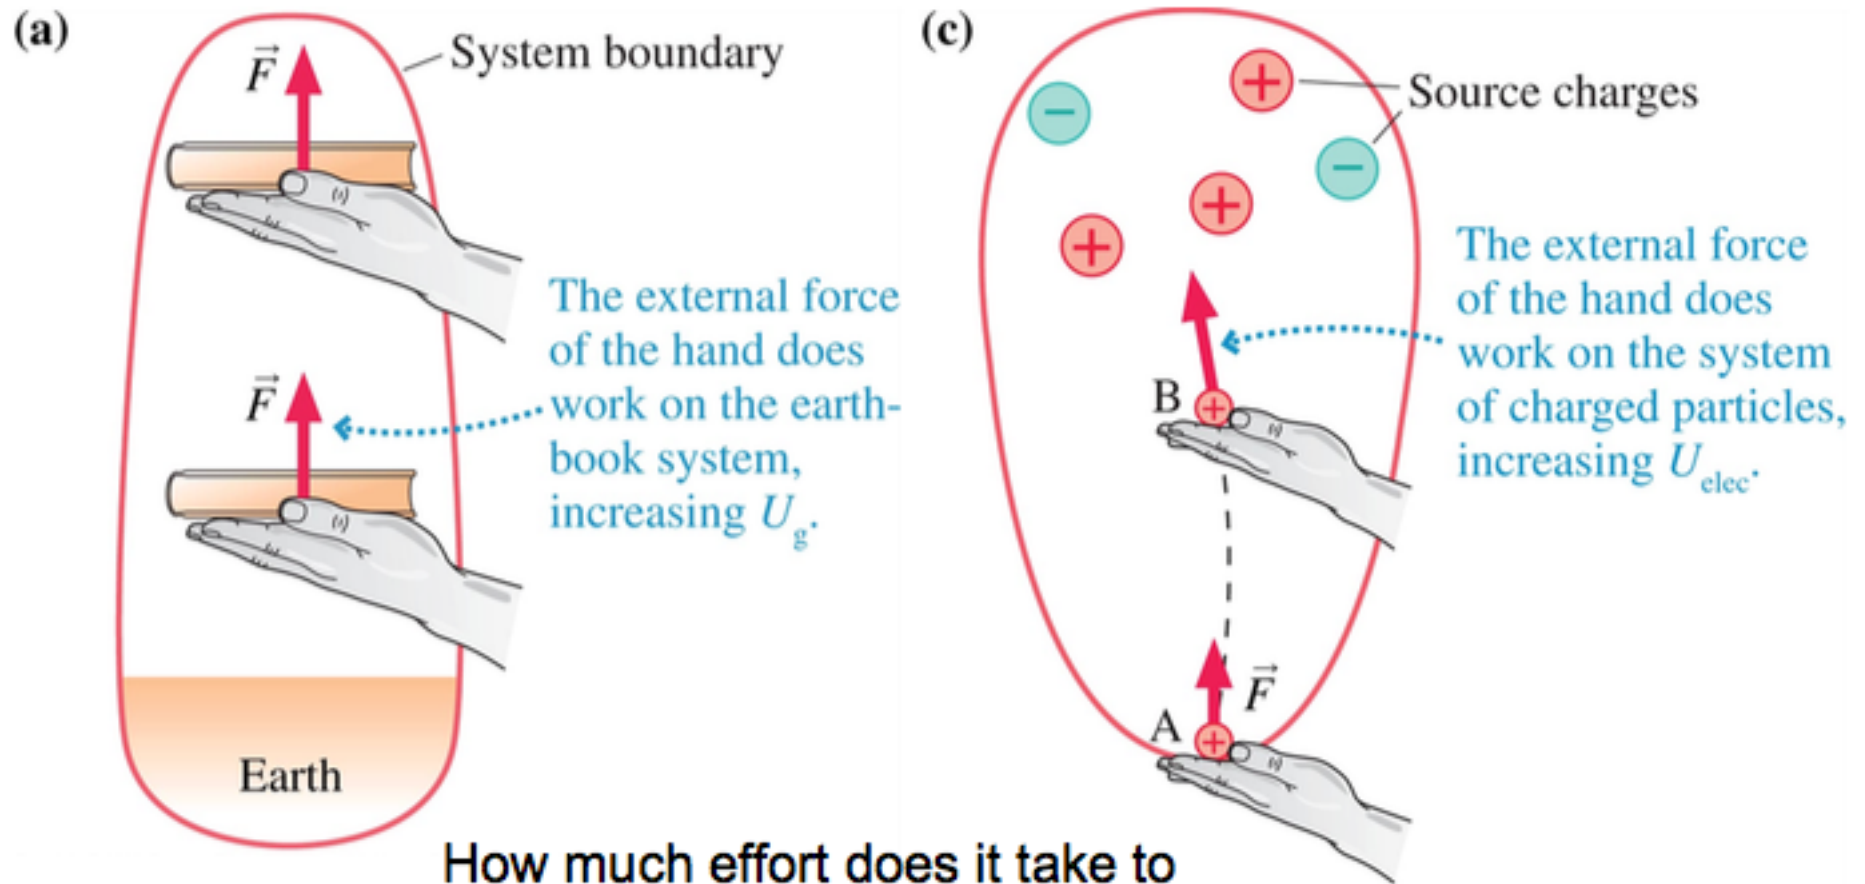 (a)
F
System boundary
F
The external force
of the hand does
work on the earth-
book system,
increasing U_g.
Earth
(c)
+
−
Source charges
−
+
+
The external force
of the hand does
work on the system
of charged particles,
increasing U_elec.
B
+
F
A
+
How much effort does it take to